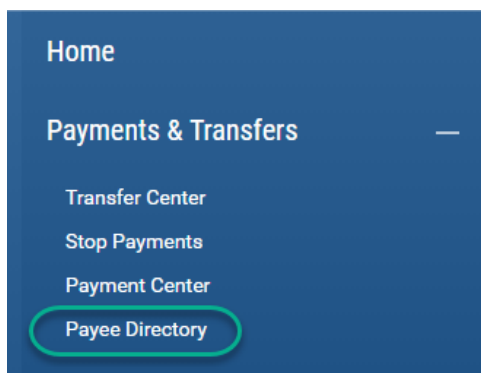 Home
Payments & Transfers
Transfer Center
Stop Payments
Payment Center
Payee Directory